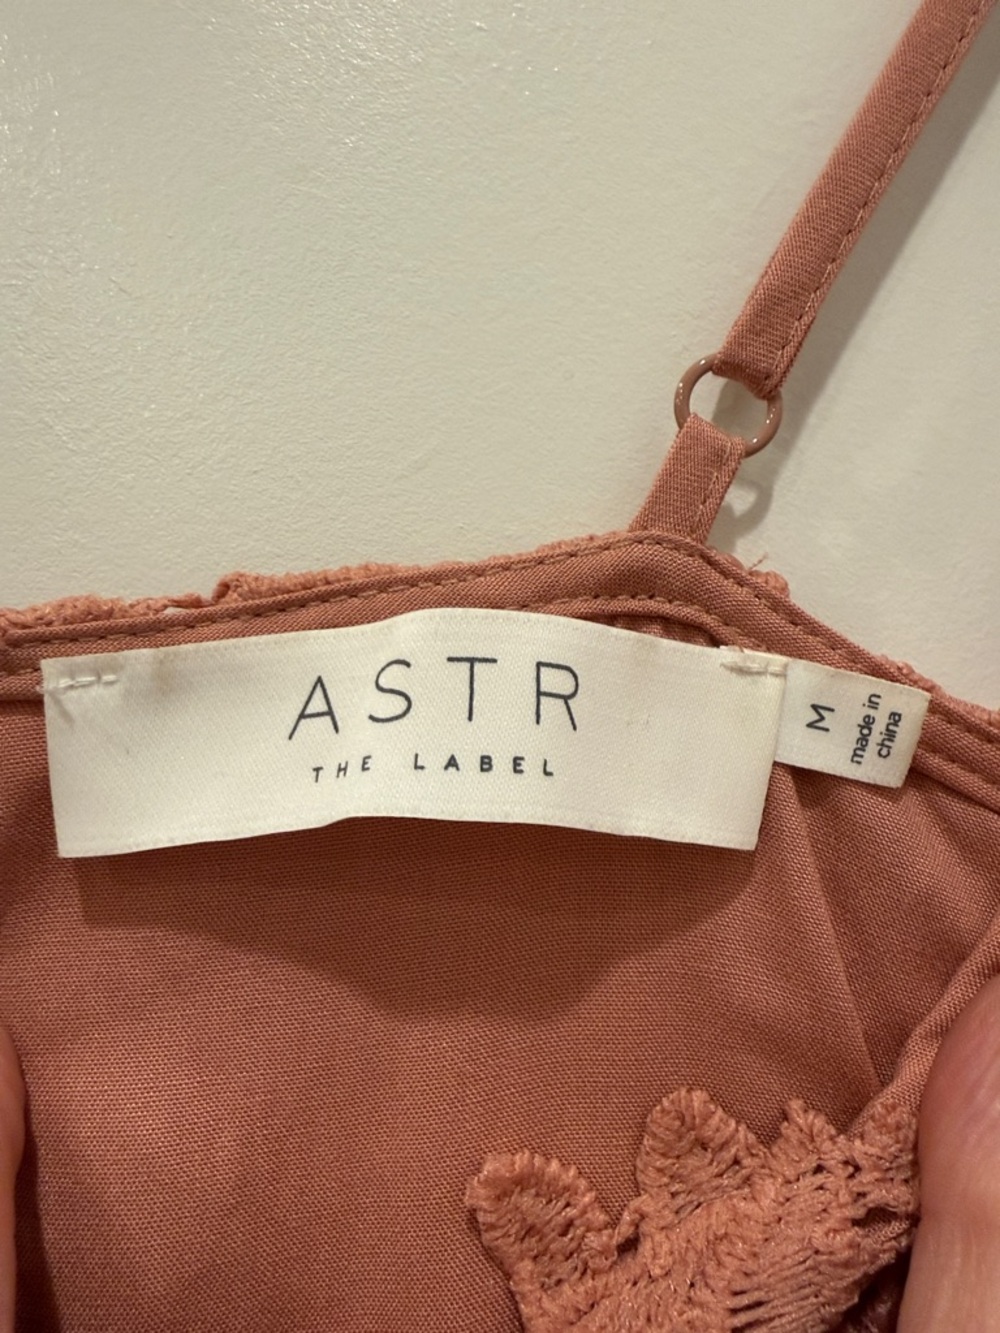 ASTR
THE LABEL
M
made in
china